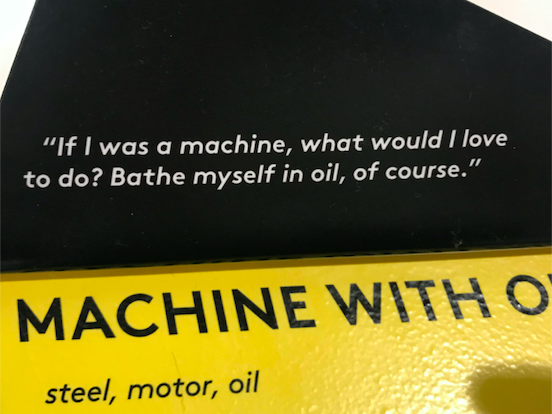 “If I was a machine, what would I love
to do? Bathe myself in oil, of course.”
MACHINE WITH
steel, motor, oil